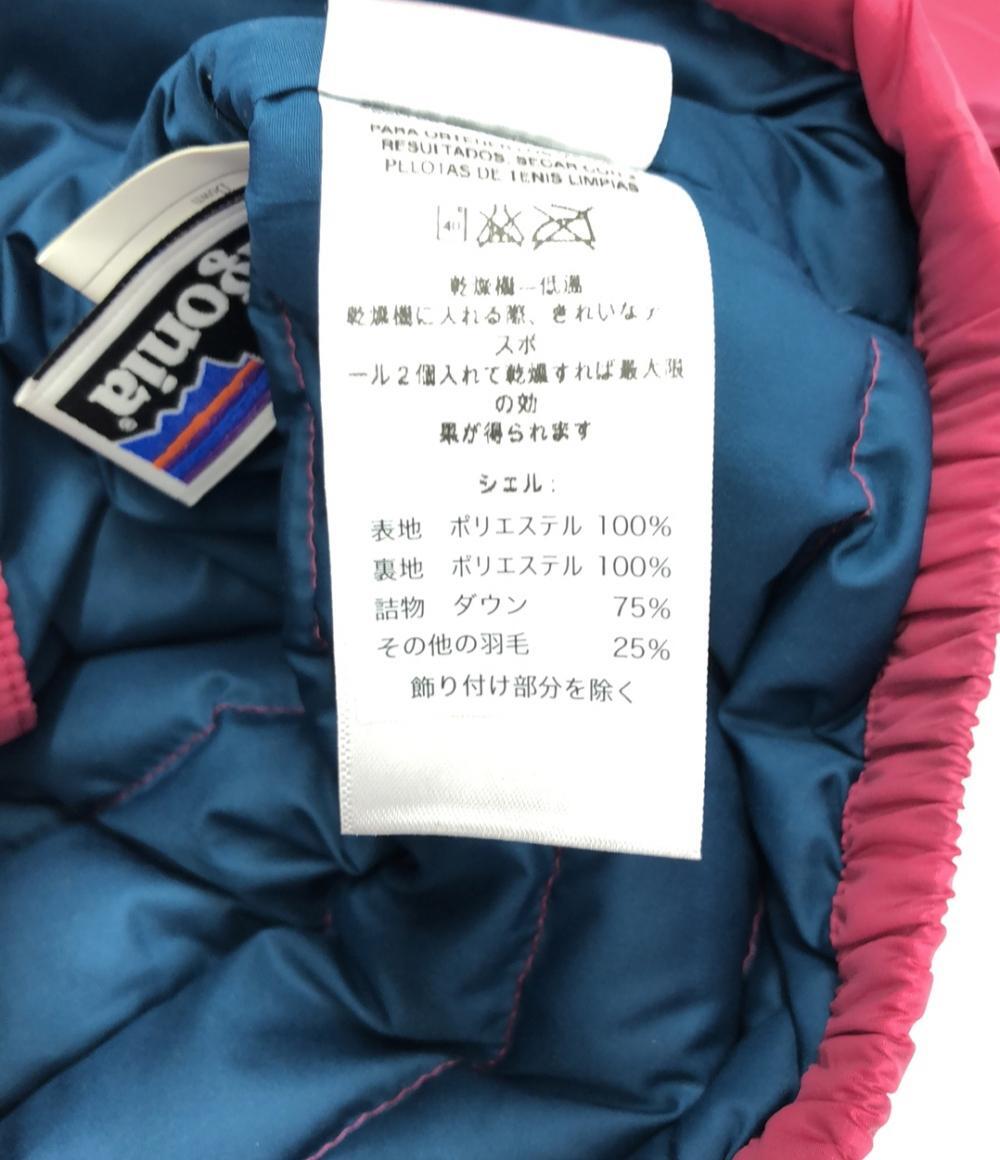 PARA OBTENER
RESULTADOS, SECAR CON
PELOTAS DE TENIS LIMPIAS
40
乾燥機―低温
乾燥機に入れる際、きれいなテ
スボ
ール2個入れて乾燥すれば最大限
の効
果が得られます
シェル:
表地 ポリエステル 100%
裏地 ポリエステル 100%
詰物 ダウン 75%
その他の羽毛 25%
飾り付け部分を除く
gonia®